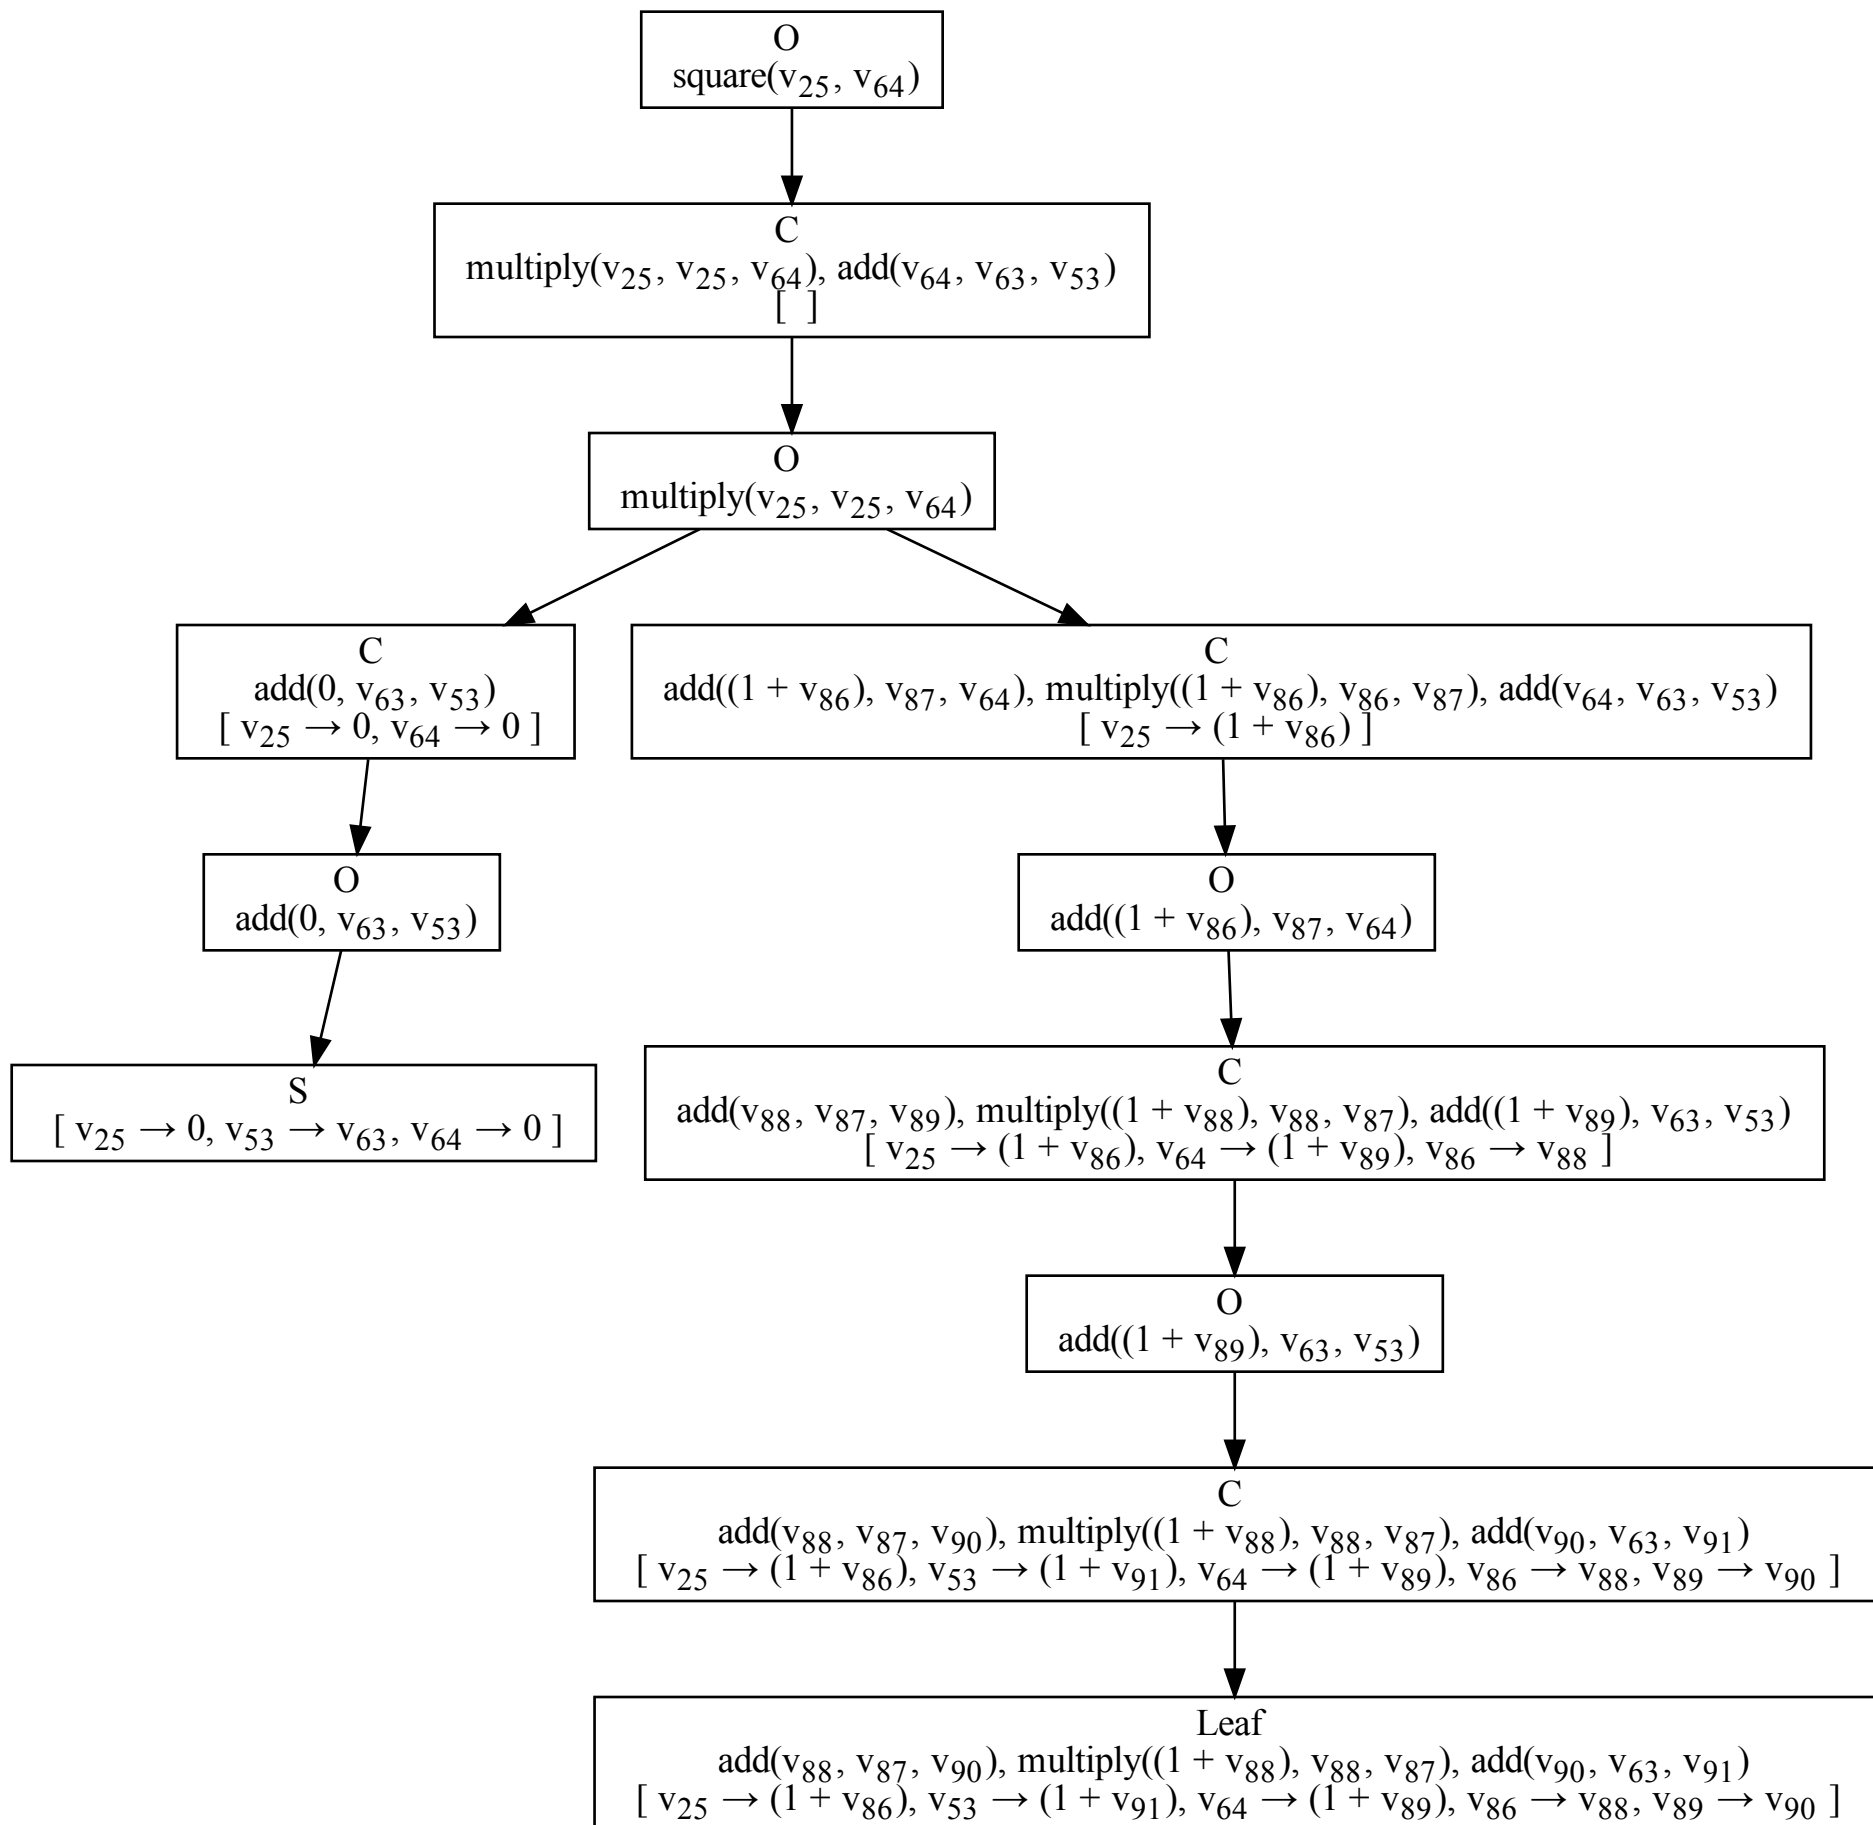 O
square(v₂₅, v₆₄)
C
multiply(v₂₅, v₂₅, v₆₄), add(v₆₄, v₆₃, v₅₃)
[ ]
O
multiply(v₂₅, v₂₅, v₆₄)
C
add(0, v₆₃, v₅₃)
[ v₂₅ → 0, v₆₄ → 0 ]
C
add((1 + v₈₆), v₈₇, v₆₄), multiply((1 + v₈₆), v₈₆, v₈₇), add(v₆₄, v₆₃, v₅₃)
[ v₂₅ → (1 + v₈₆) ]
O
add(0, v₆₃, v₅₃)
O
add((1 + v₈₆), v₈₇, v₆₄)
S
[ v₂₅ → 0, v₅₃ → v₆₃, v₆₄ → 0 ]
C
add(v₈₈, v₈₇, v₈₉), multiply((1 + v₈₈), v₈₈, v₈₇), add((1 + v₈₉), v₆₃, v₅₃)
[ v₂₅ → (1 + v₈₆), v₆₄ → (1 + v₈₉), v₈₆ → v₈₈ ]
O
add((1 + v₈₉), v₆₃, v₅₃)
C
add(v₈₈, v₈₇, v₉₀), multiply((1 + v₈₈), v₈₈, v₈₇), add(v₉₀, v₆₃, v₉₁)
[ v₂₅ → (1 + v₈₆), v₅₃ → (1 + v₉₁), v₆₄ → (1 + v₈₉), v₈₆ → v₈₈, v₈₉ → v₉₀ ]
Leaf
add(v₈₈, v₈₇, v₉₀), multiply((1 + v₈₈), v₈₈, v₈₇), add(v₉₀, v₆₃, v₉₁)
[ v₂₅ → (1 + v₈₆), v₅₃ → (1 + v₉₁), v₆₄ → (1 + v₈₉), v₈₆ → v₈₈, v₈₉ → v₉₀ ]